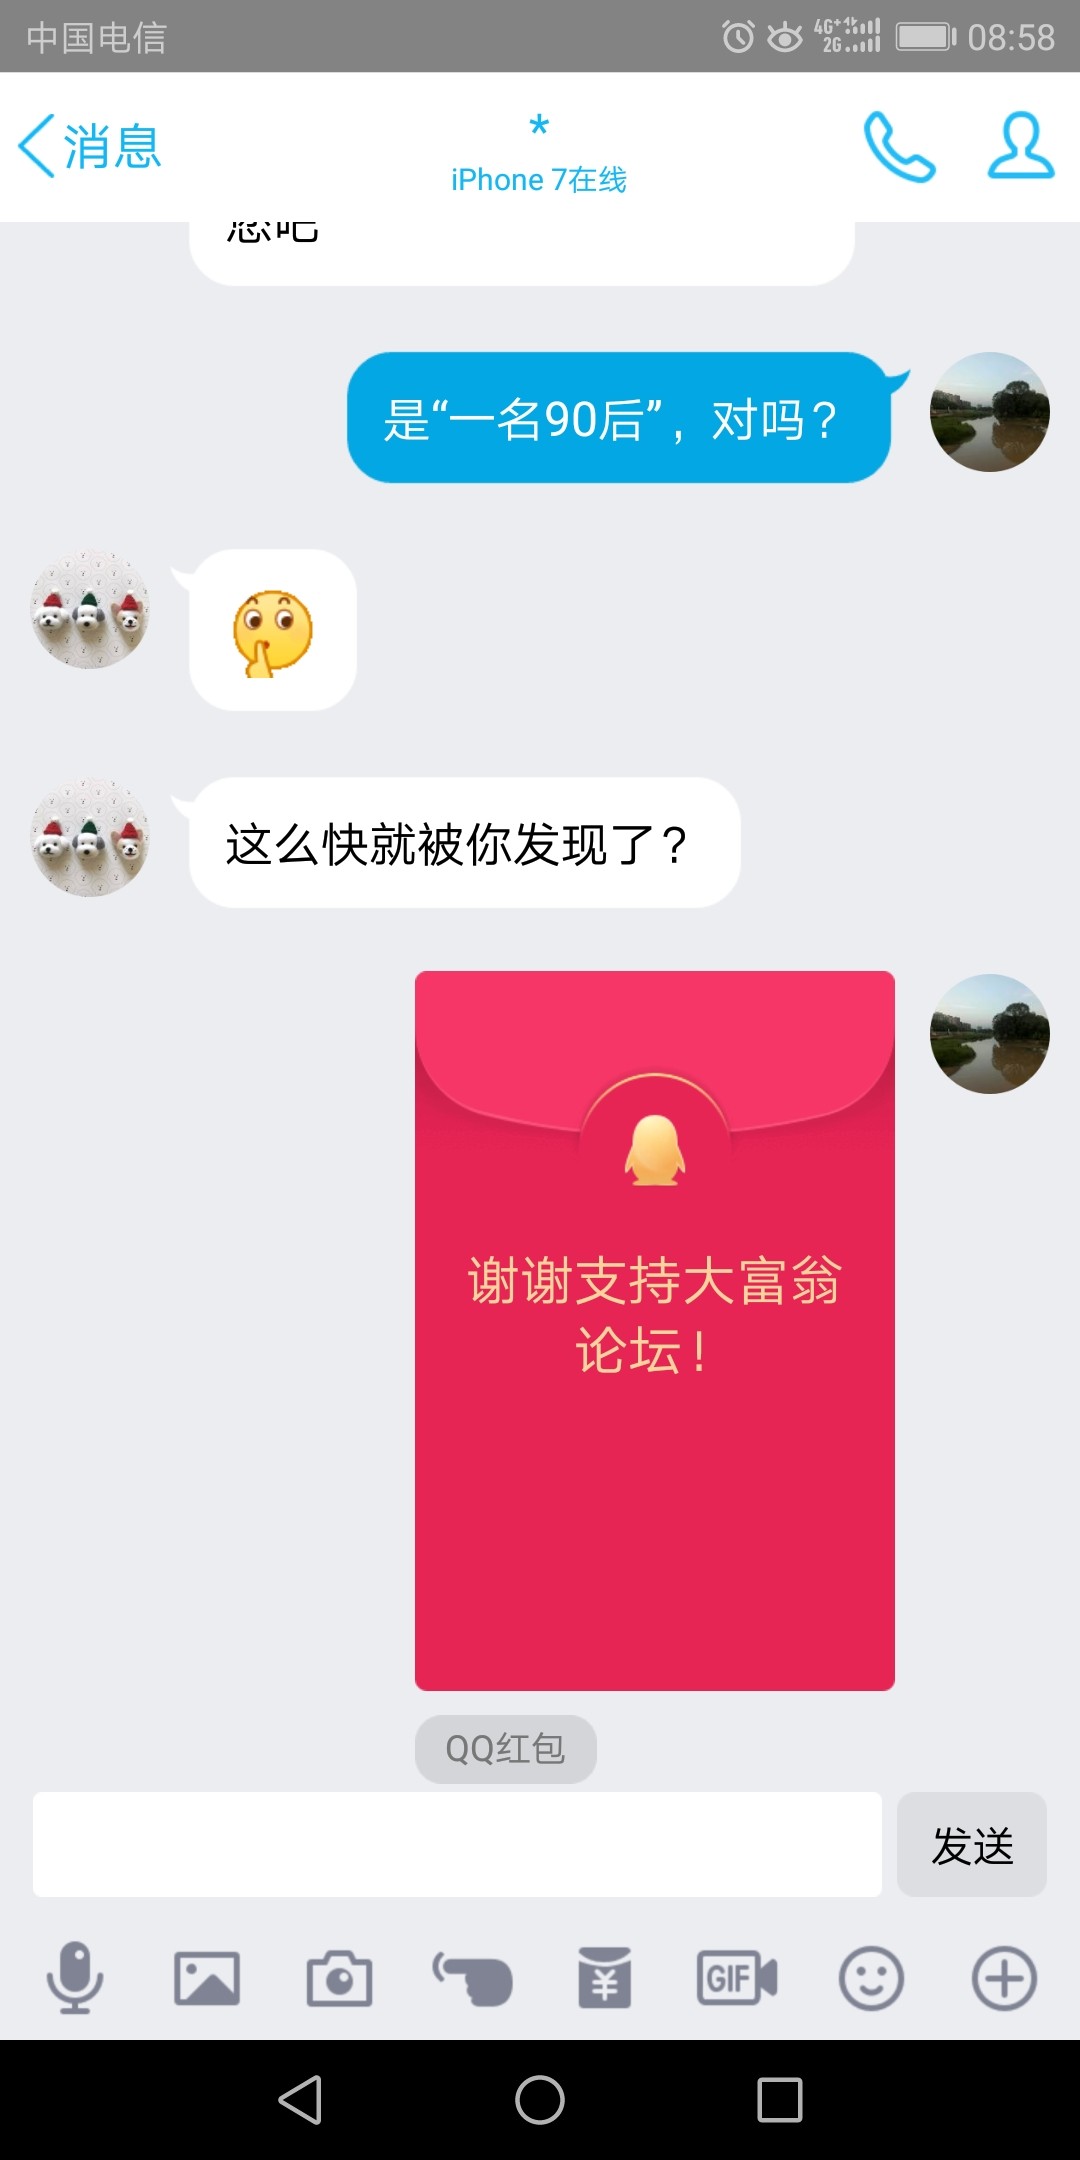 中国电信
4G+
2G
08:58
消息
*
iPhone 7在线
是“一名90后”，对吗？
这么快就被你发现了？
谢谢支持大富翁
论坛！
QQ红包
发送
¥
GIF